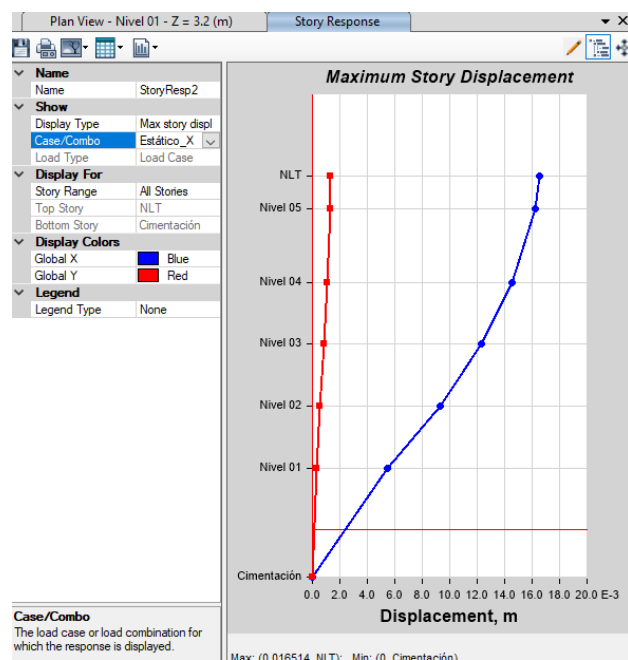 Plan View - Nivel 01 - Z = 3.2 (m)
Story Response
Name
Name StoryResp2
Show
Display Type Max story displ
Case/Combo Estático_X
Load Type Load Case
Display For
Story Range All Stories
Top Story NLT
Bottom Story Cimentación
Display Colors
Global X Blue
Global Y Red
Legend
Legend Type None
Case/Combo
The load case or load combination for
which the response is displayed.
Maximum Story Displacement
NLT
Nivel 05
Nivel 04
Nivel 03
Nivel 02
Nivel 01
Cimentación
0.0 2.0 4.0 6.0 8.0 10.0 12.0 14.0 16.0 18.0 20.0 E-3
Displacement, m
Max: (0.016514, NLT); Min: (0, Cimentación)